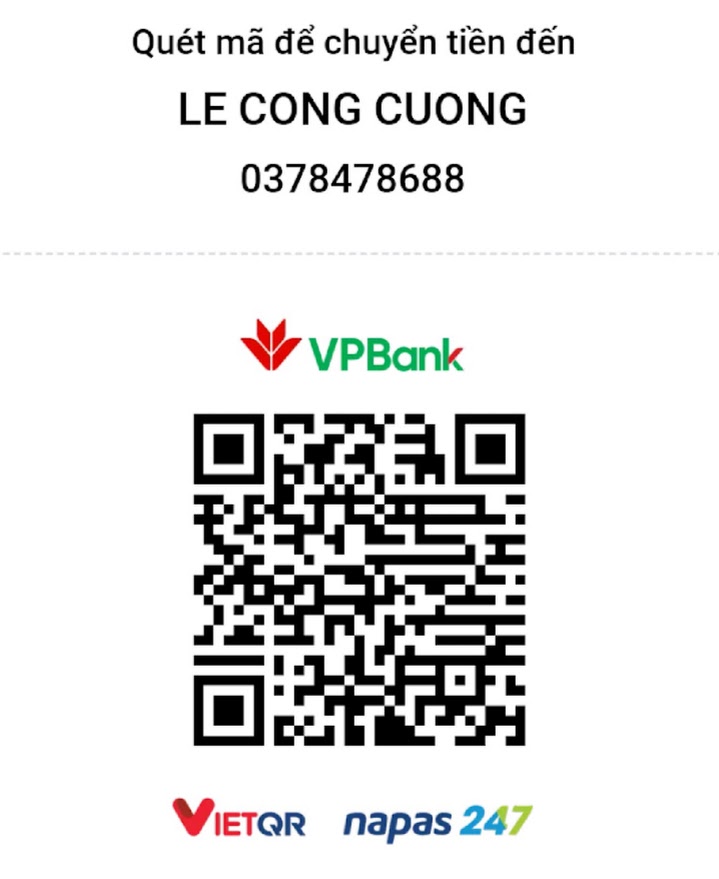 Quét mã để chuyển tiền đến
LE CONG CUONG
0378478688
VPBank
VIETQR
napas 247